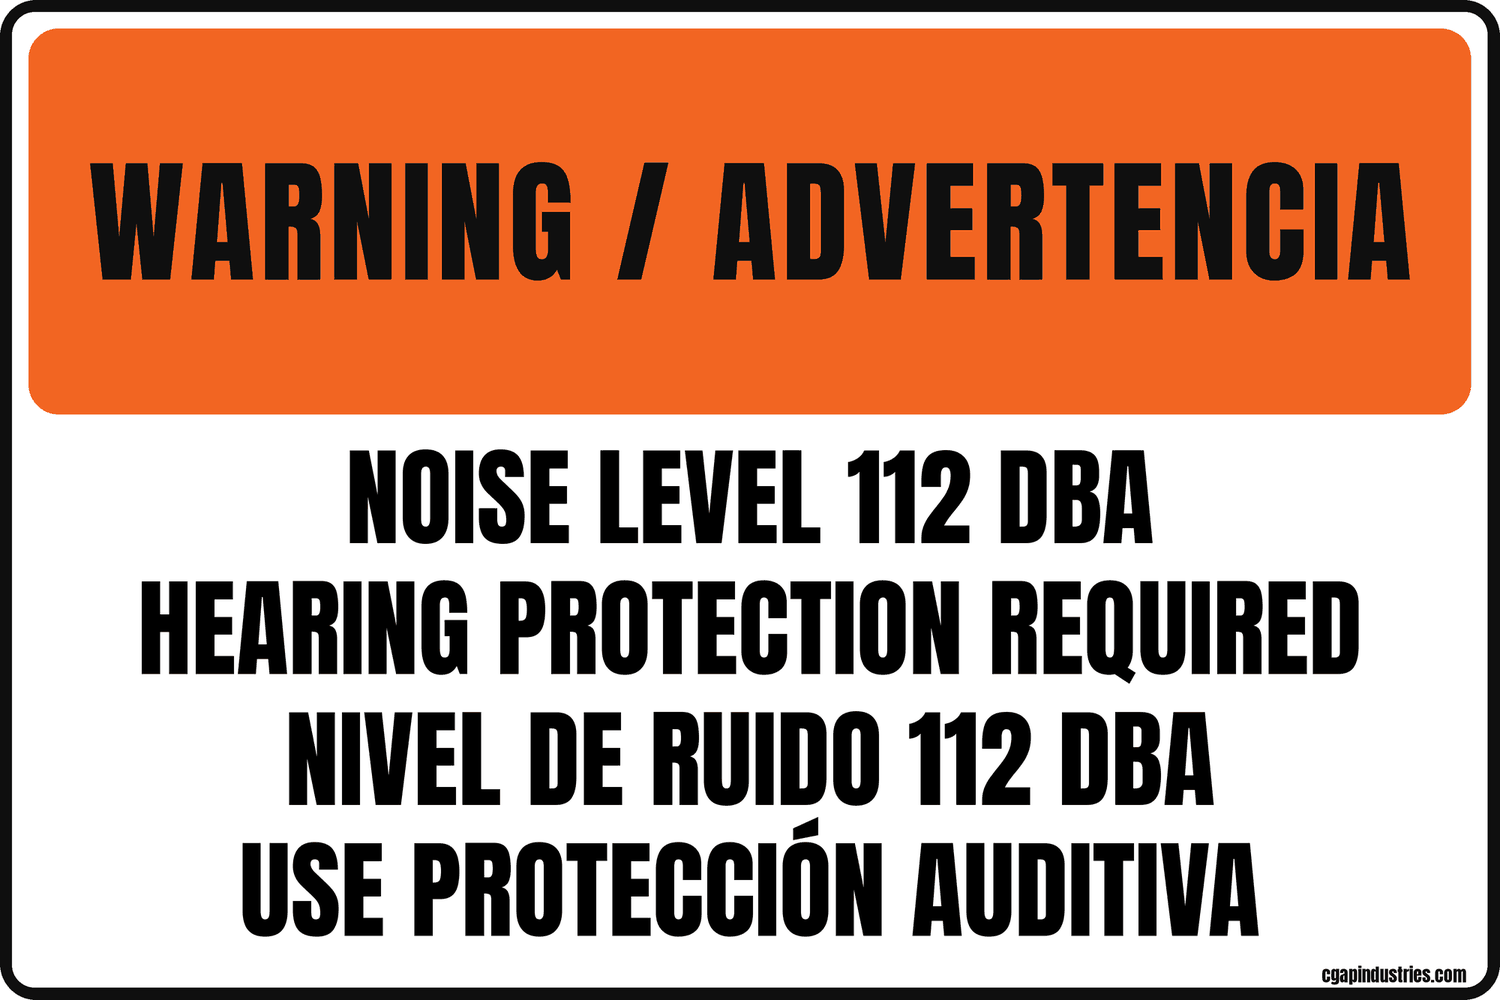 WARNING / ADVERTENCIA
NOISE LEVEL 112 DBA
HEARING PROTECTION REQUIRED
NIVEL DE RUIDO 112 DBA
USE PROTECCIÓN AUDITIVA
cgapindustries.com